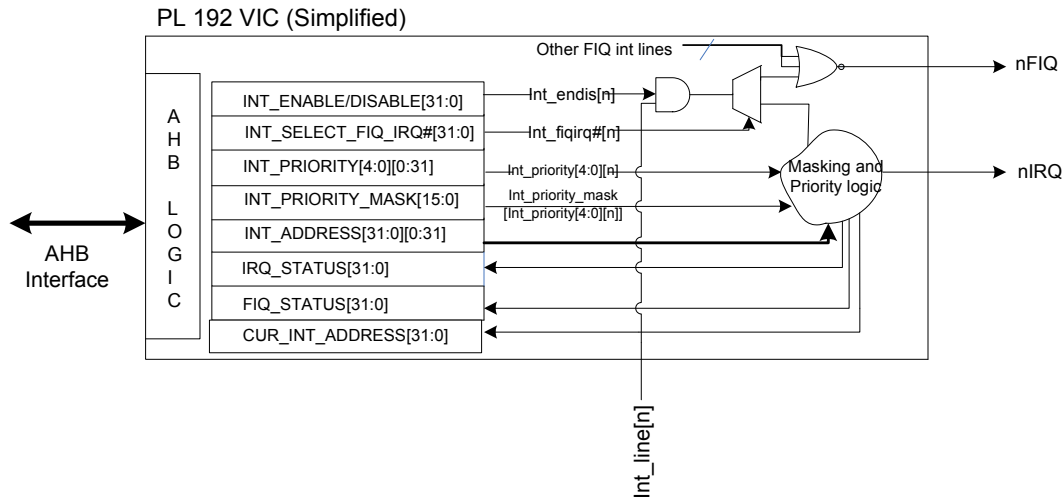 PL 192 VIC (Simplified)
Other FIQ int lines
nFIQ
AHB LOGIC
INT_ENABLE/DISABLE[31:0]
Int_endis[n]
INT_SELECT_FIQ_IRQ#[31:0]
Int_fiqirq#[n]
INT_PRIORITY[4:0][0:31]
Int_priority[4:0][n]
Masking and
Priority logic
nIRQ
INT_PRIORITY_MASK[15:0]
Int_priority_mask
[Int_priority[4:0][n]]
INT_ADDRESS[31:0][0:31]
AHB
Interface
IRQ_STATUS[31:0]
FIQ_STATUS[31:0]
CUR_INT_ADDRESS[31:0]
Int_line[n]